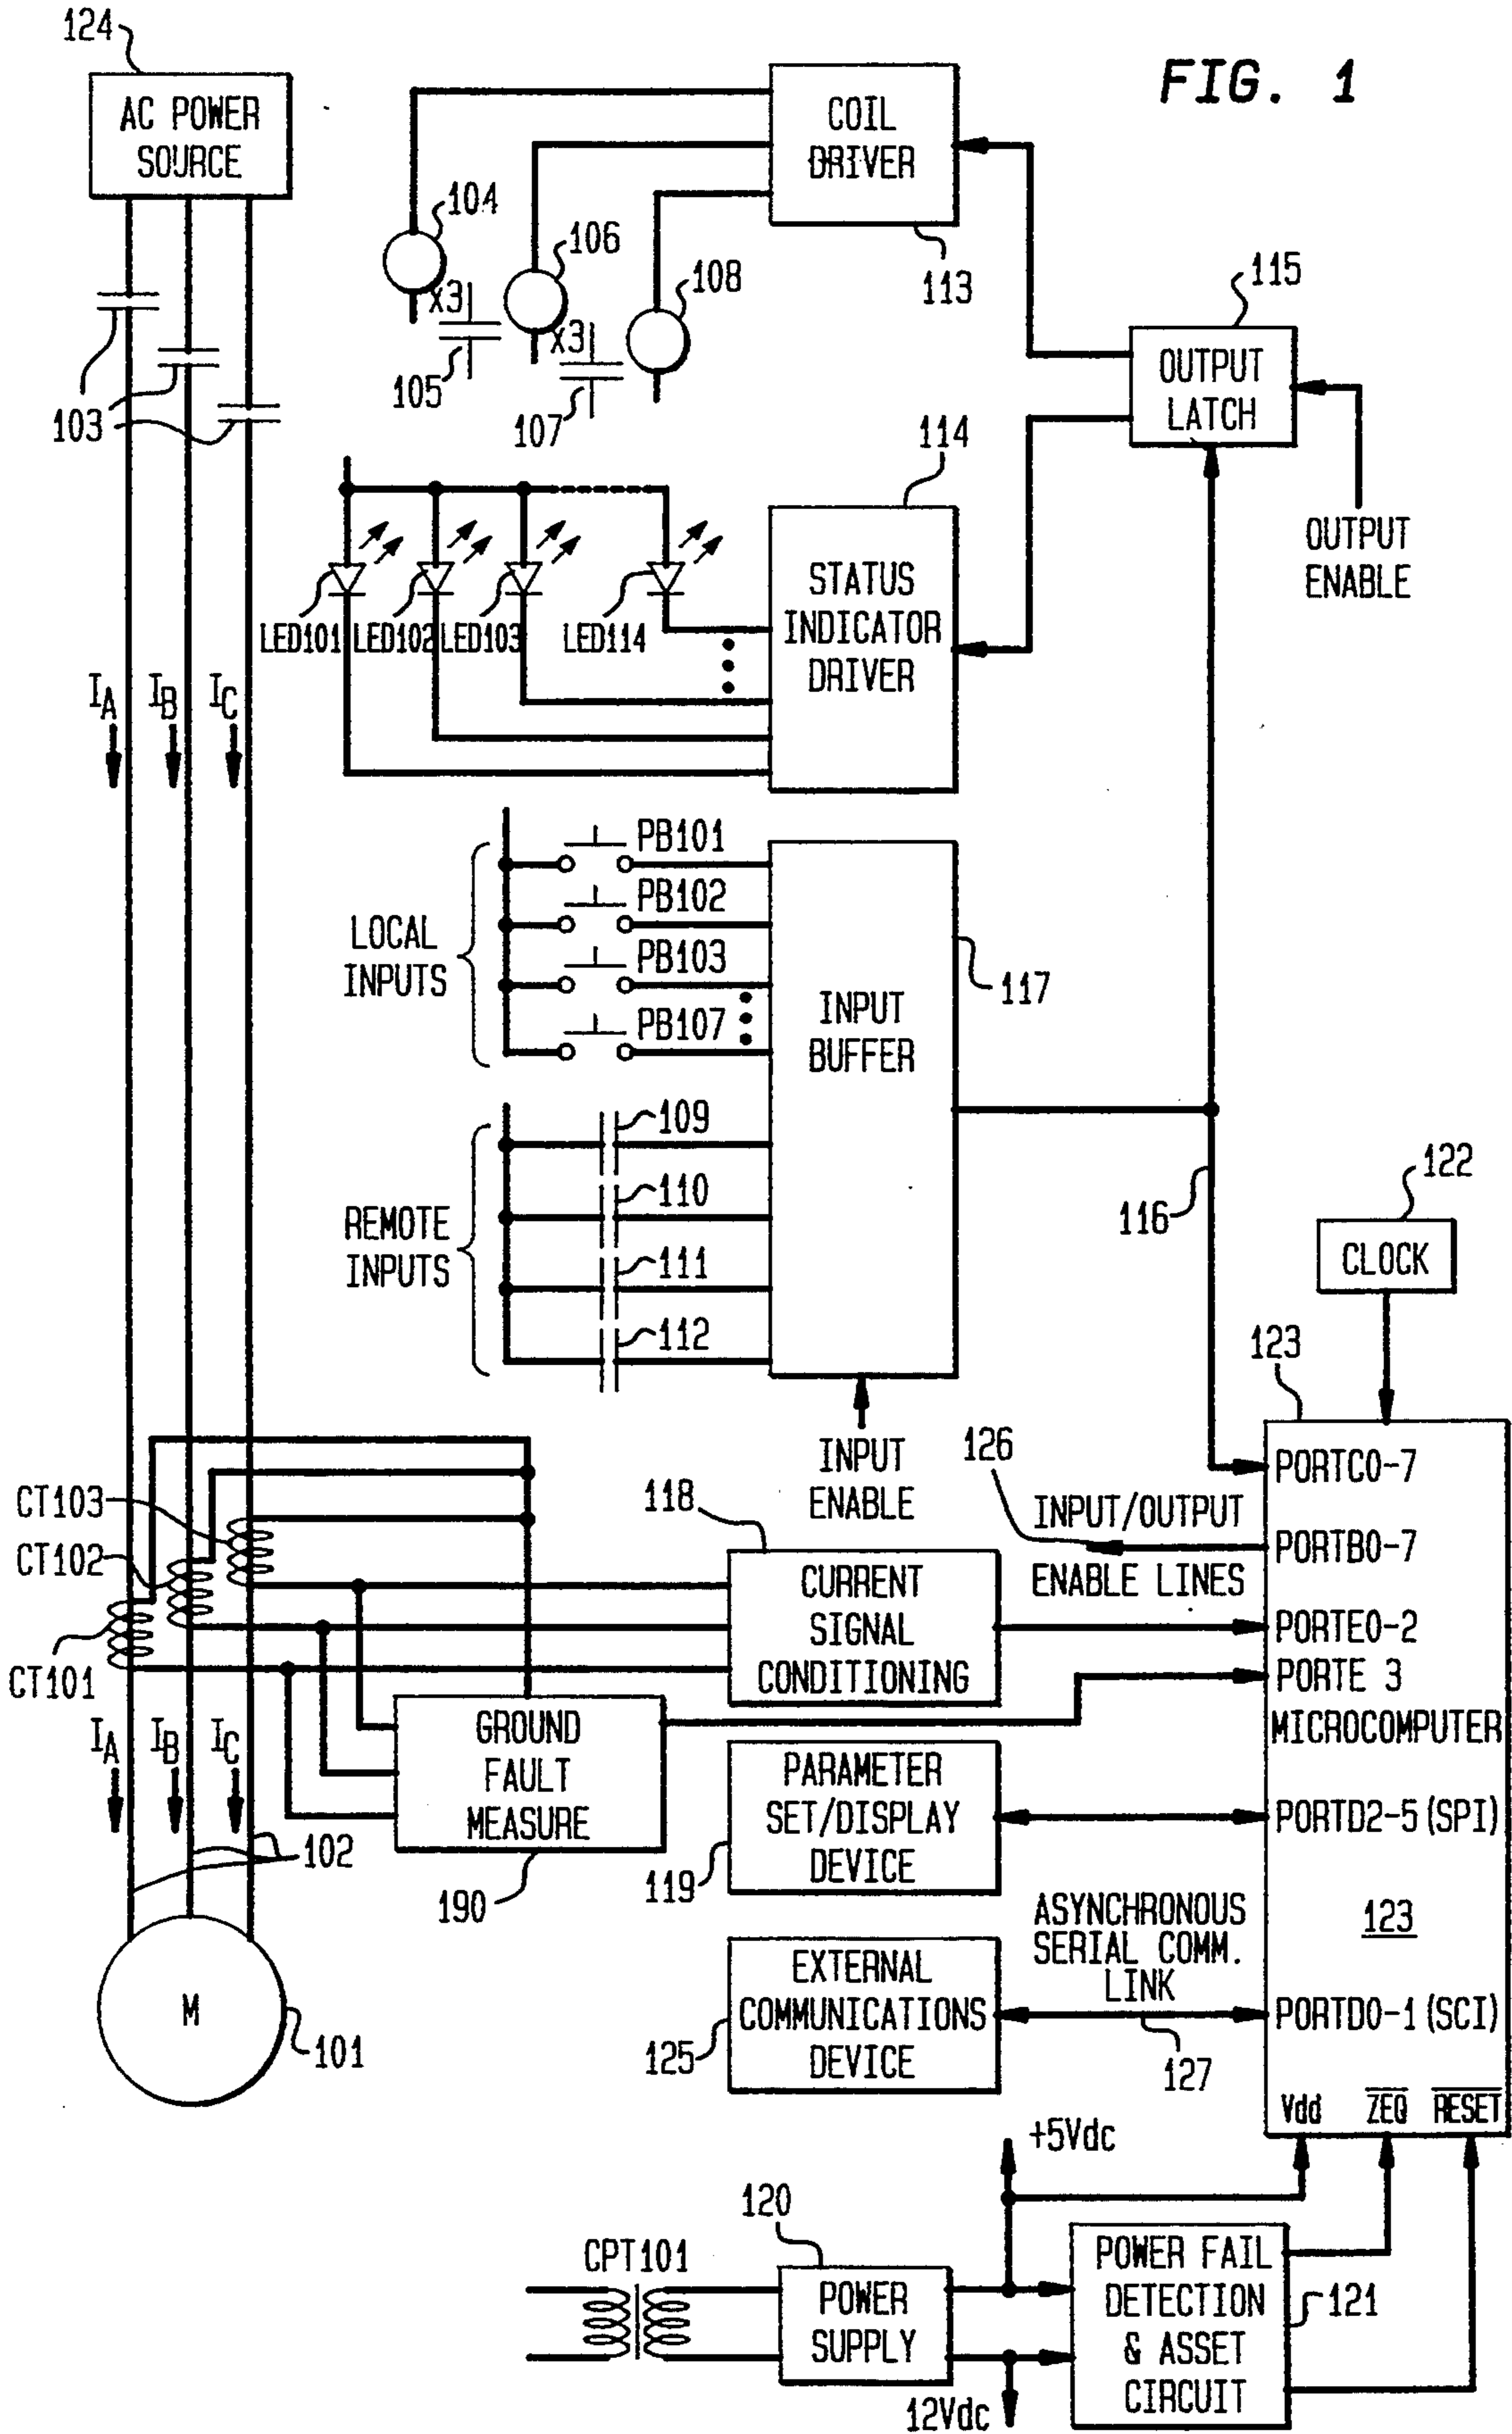 FIG. 1
124
AC POWER
SOURCE
COIL
DRIVER
113
104
106
108
x3
x3
105
107
103
115
OUTPUT
LATCH
OUTPUT
ENABLE
114
STATUS
INDICATOR
DRIVER
LED101
LED102
LED103
LED114
IA
IB
IC
LOCAL
INPUTS
PB101
PB102
PB103
PB107
117
INPUT
BUFFER
REMOTE
INPUTS
109
110
111
112
INPUT
ENABLE
116
122
CLOCK
123
PORTC0-7
126
INPUT/OUTPUT
ENABLE LINES
PORTB0-7
PORTE0-2
PORTE 3
MICROCOMPUTER
PORTD2-5 (SPI)
123
PORTD0-1 (SCI)
Vdd
ZEQ
RESET
CT103
CT102
CT101
118
CURRENT
SIGNAL
CONDITIONING
IA
IB
IC
102
GROUND
FAULT
MEASURE
190
PARAMETER
SET/DISPLAY
DEVICE
119
ASYNCHRONOUS
SERIAL COMM.
LINK
127
EXTERNAL
COMMUNICATIONS
DEVICE
125
M
101
+5Vdc
120
CPT101
POWER
SUPPLY
12Vdc
POWER FAIL
DETECTION
& ASSET
CIRCUIT
121